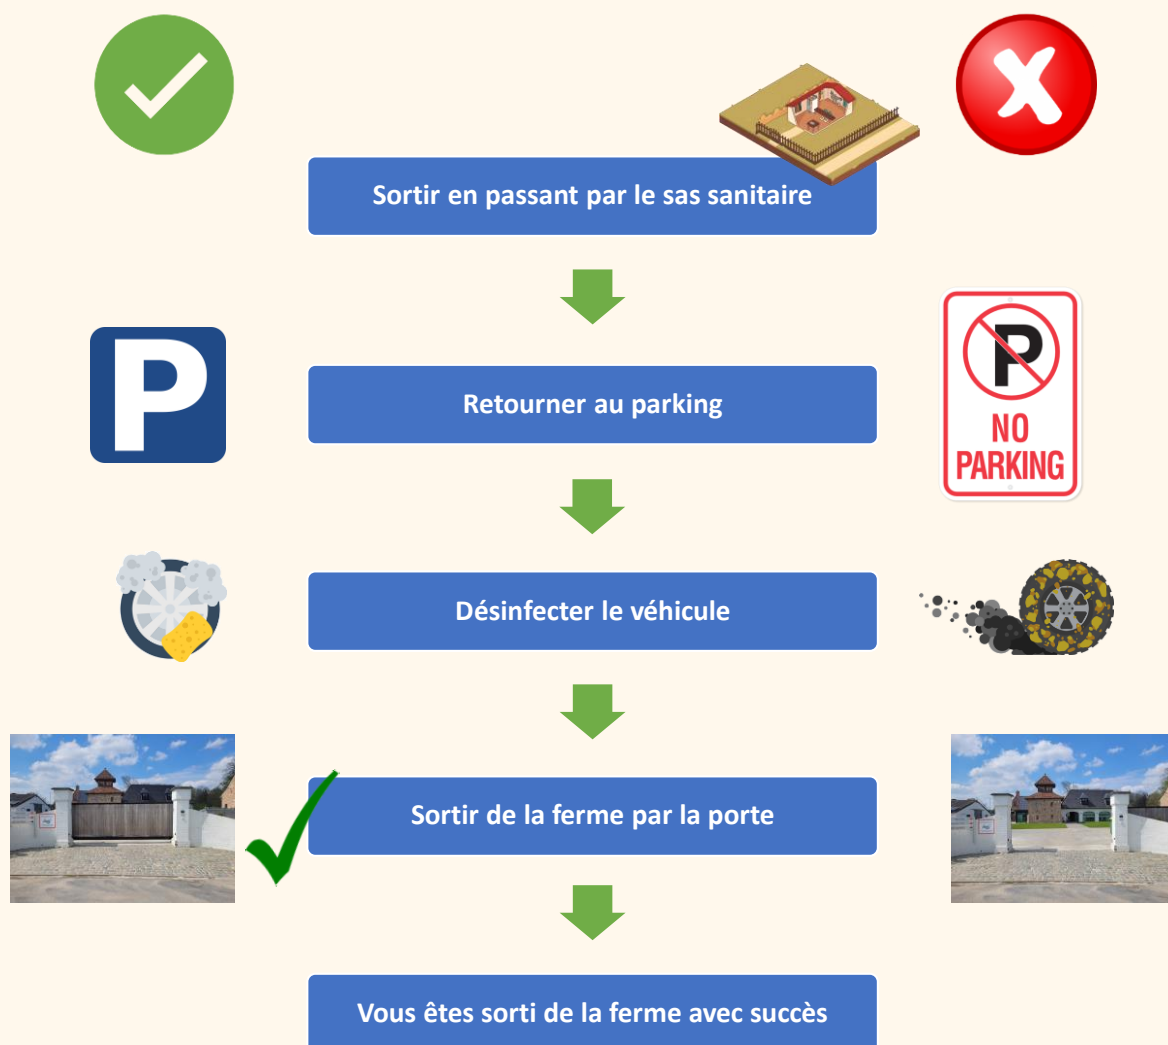 Sortir en passant par le sas sanitaire
P
Retourner au parking
P
NO
PARKING
Désinfecter le véhicule
Sortir de la ferme par la porte
Vous êtes sorti de la ferme avec succès